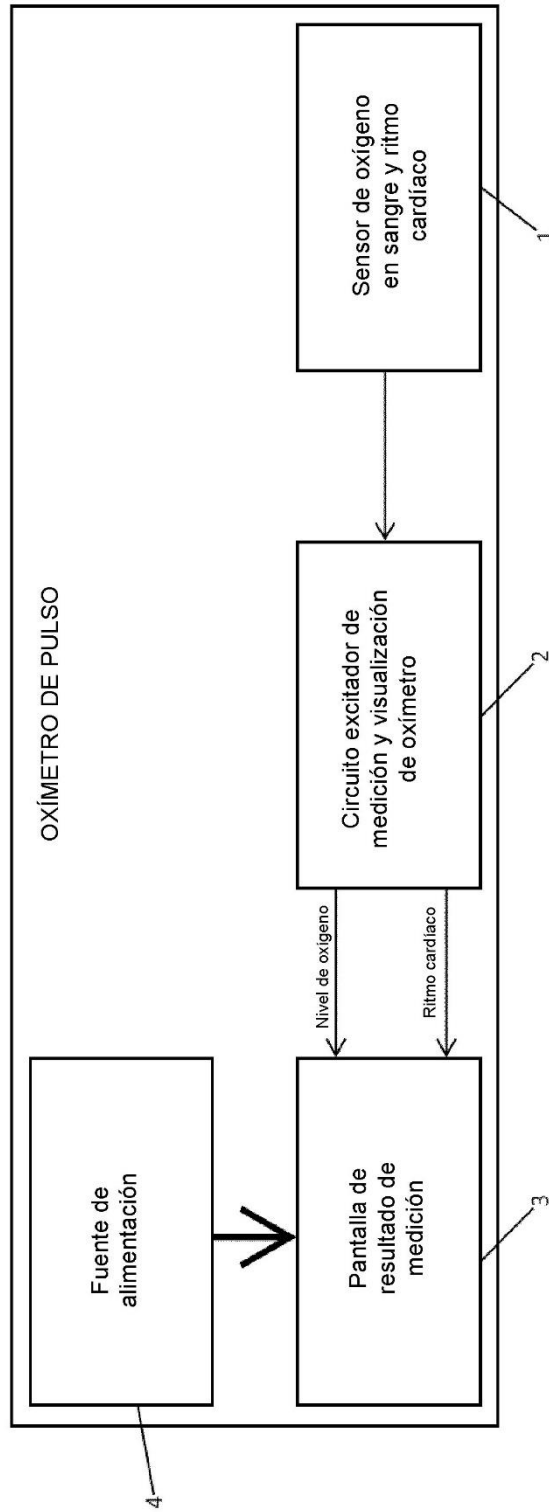 OXÍMETRO DE PULSO
Fuente de
alimentación
4
Pantalla de
resultado de
medición
3
Nivel de oxígeno
Ritmo cardíaco
Circuito excitador de
medición y visualización
de oxímetro
2
Sensor de oxígeno
en sangre y ritmo
cardíaco
1